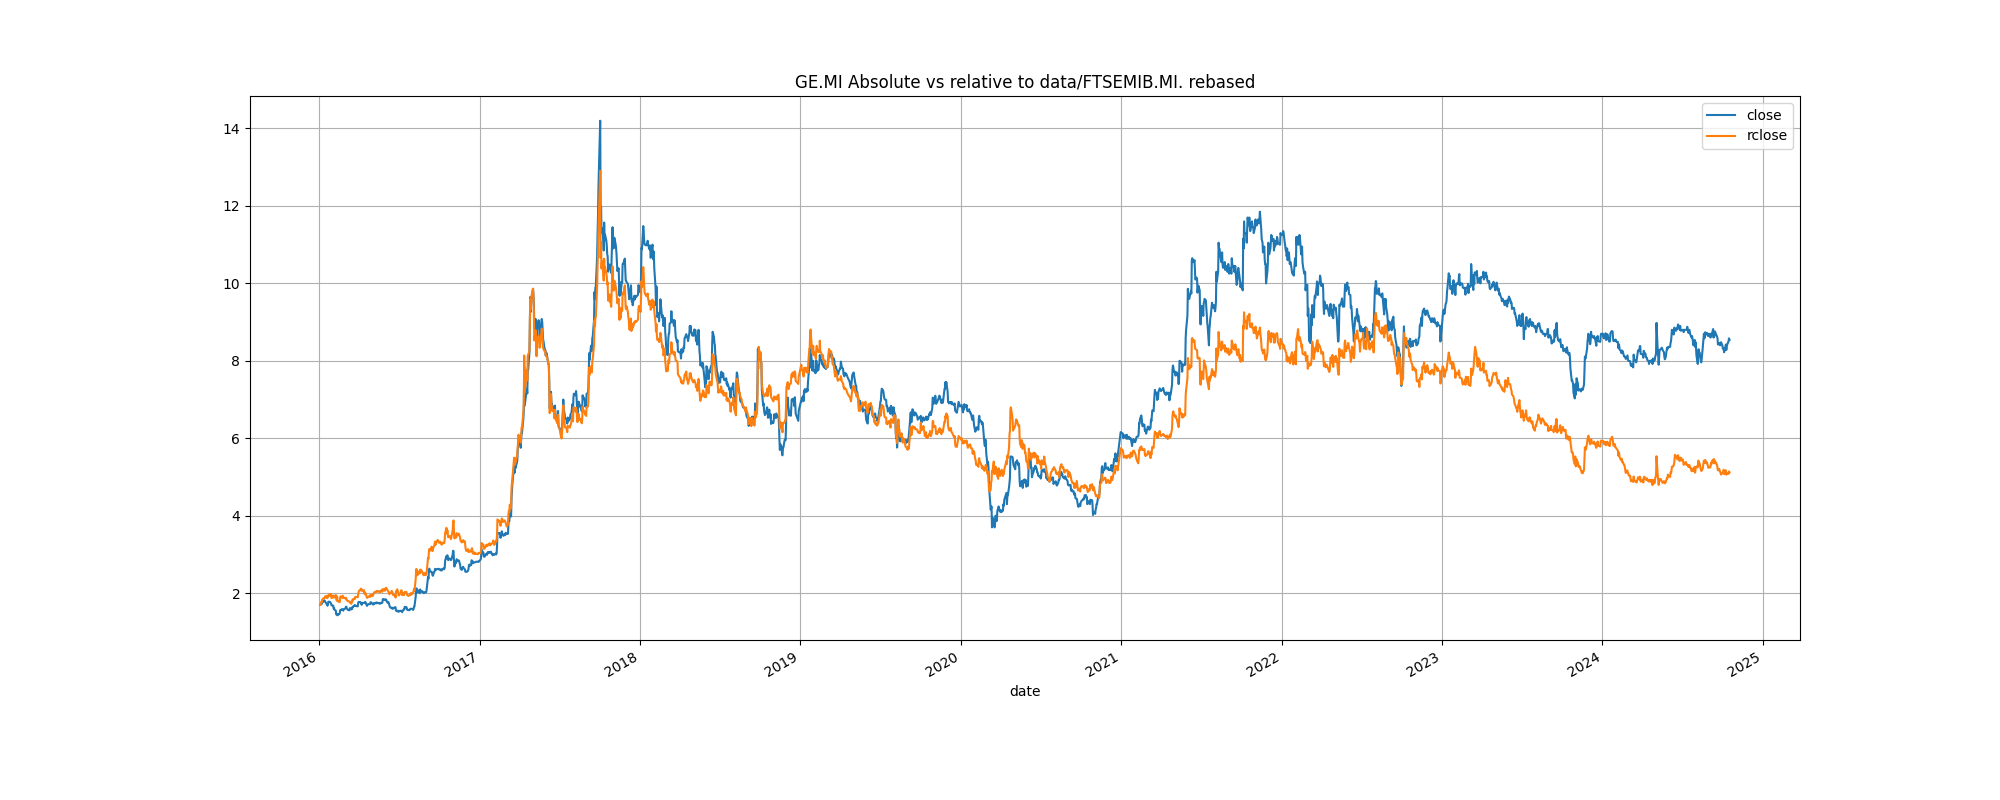 GE.MI Absolute vs relative to data/FTSEMIB.MI. rebased
close
rclose
14
12
10
8
6
4
2
2016 2017 2018 2019 2020 2021 2022 2023 2024 2025
date